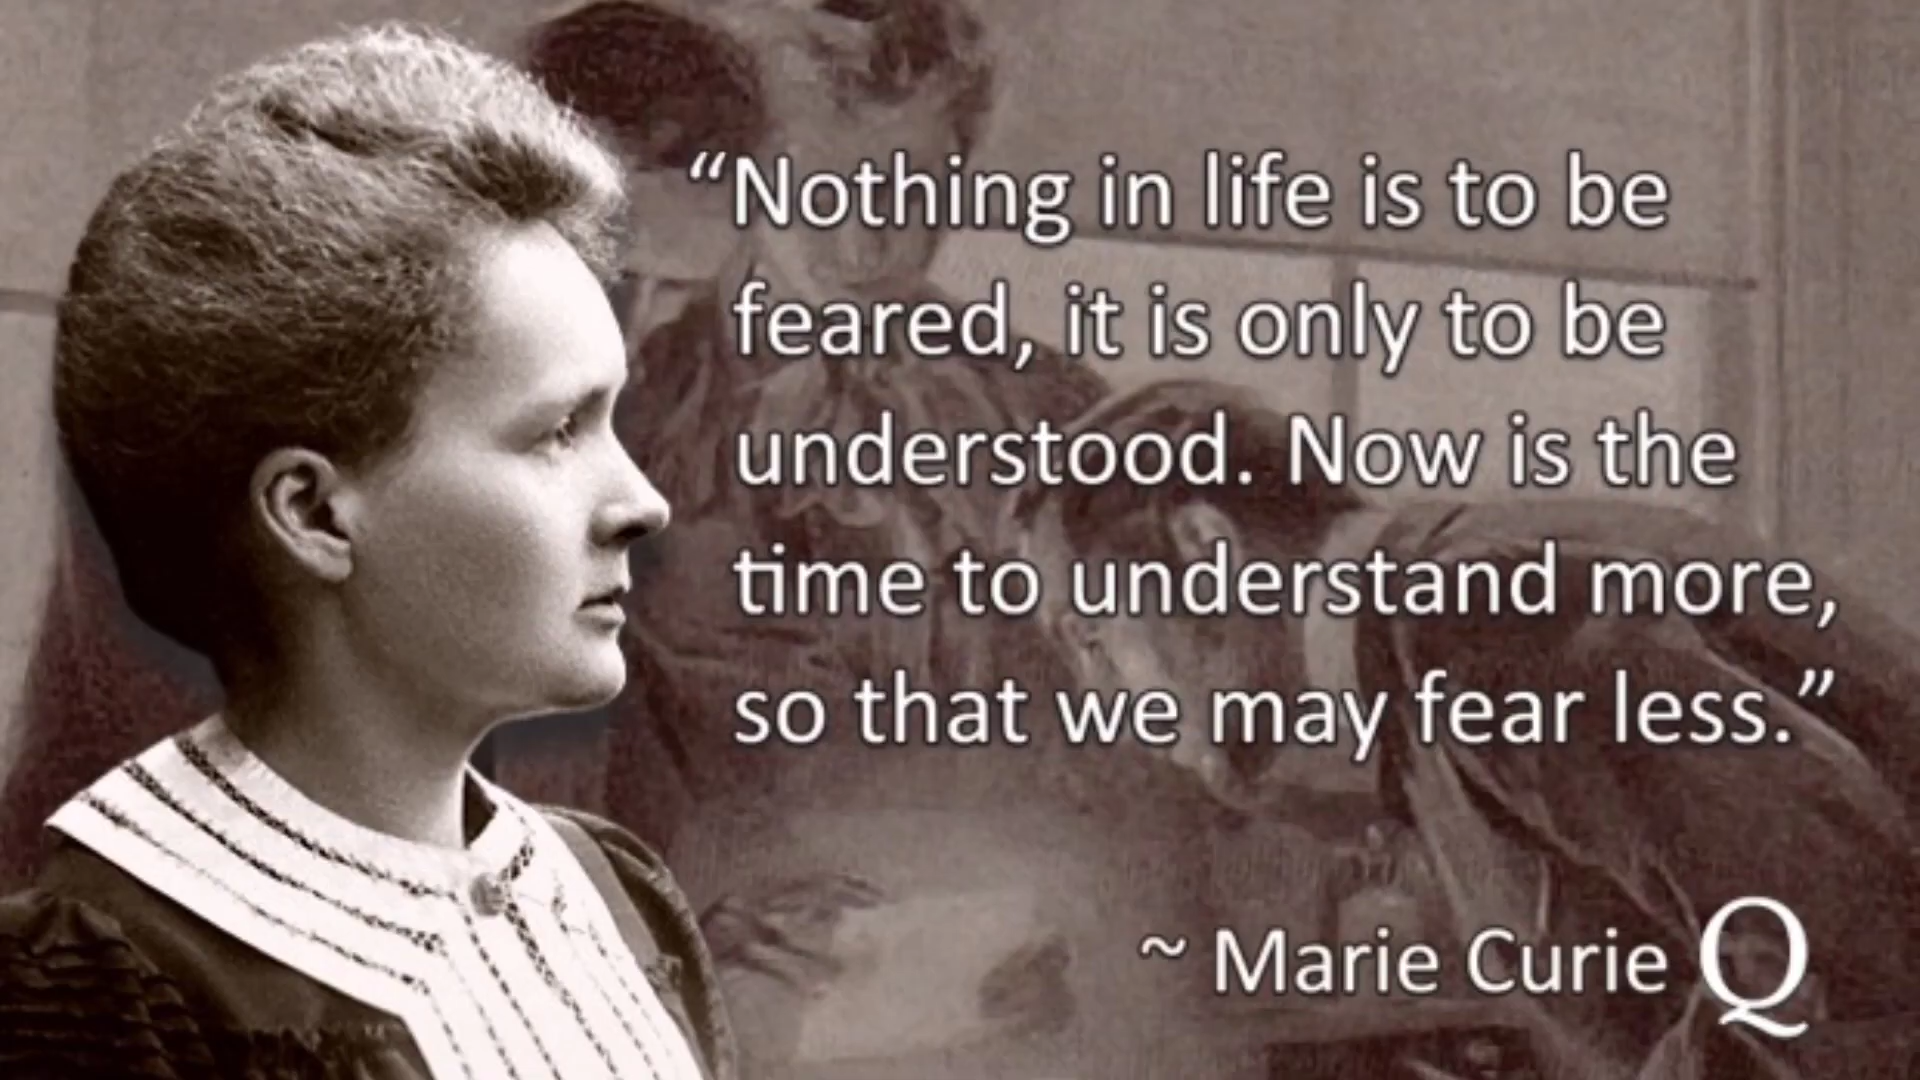 “Nothing in life is to be
feared, it is only to be
understood. Now is the
time to understand more,
so that we may fear less.”
~ Marie Curie Q